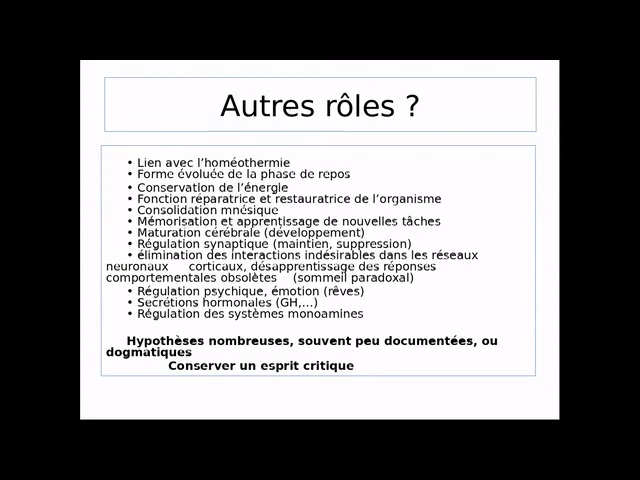 Autres rôles ?
• Lien avec l’homéothermie
• Forme évoluée de la phase de repos
• Conservation de l’énergie
• Fonction réparatrice et restauratrice de l’organisme
• Consolidation mnésique
• Mémorisation et apprentissage de nouvelles tâches
• Maturation cérébrale (développement)
• Régulation synaptique (maintien, suppression)
• élimination des interactions indésirables dans les réseaux
neuronaux corticaux, désapprentissage des réponses
comportementales obsolètes (sommeil paradoxal)
• Régulation psychique, émotion (rêves)
• Secrétions hormonales (GH,...)
• Régulation des systèmes monoamines
Hypothèses nombreuses, souvent peu documentées, ou
dogmatiques
Conserver un esprit critique